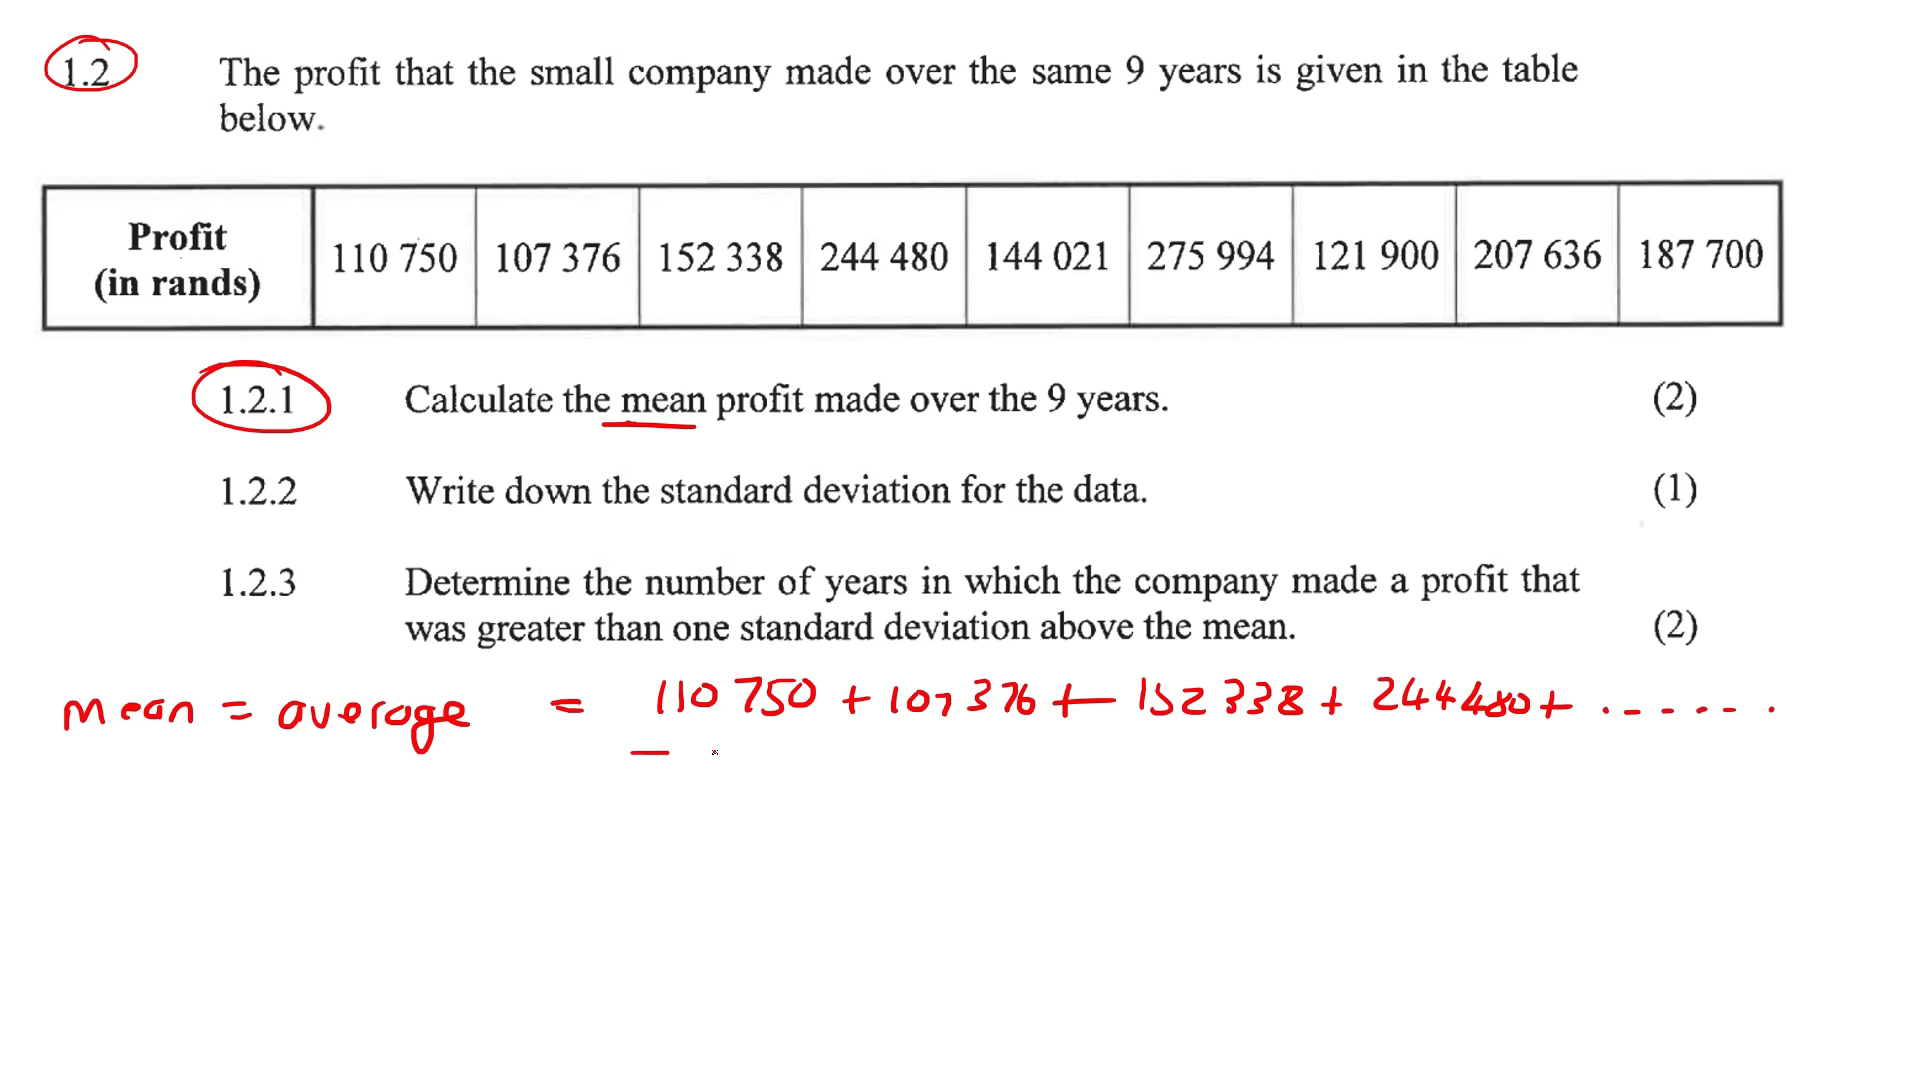 1.2 The profit that the small company made over the same 9 years is given in the table
below.
Profit
(in rands) 110 750 107 376 152 338 244 480 144 021 275 994 121 900 207 636 187 700
1.2.1 Calculate the mean profit made over the 9 years. (2)
1.2.2 Write down the standard deviation for the data. (1)
1.2.3 Determine the number of years in which the company made a profit that
was greater than one standard deviation above the mean. (2)
mean = average = 110 750 + 107 376 + 152 338 + 244 480 + .......